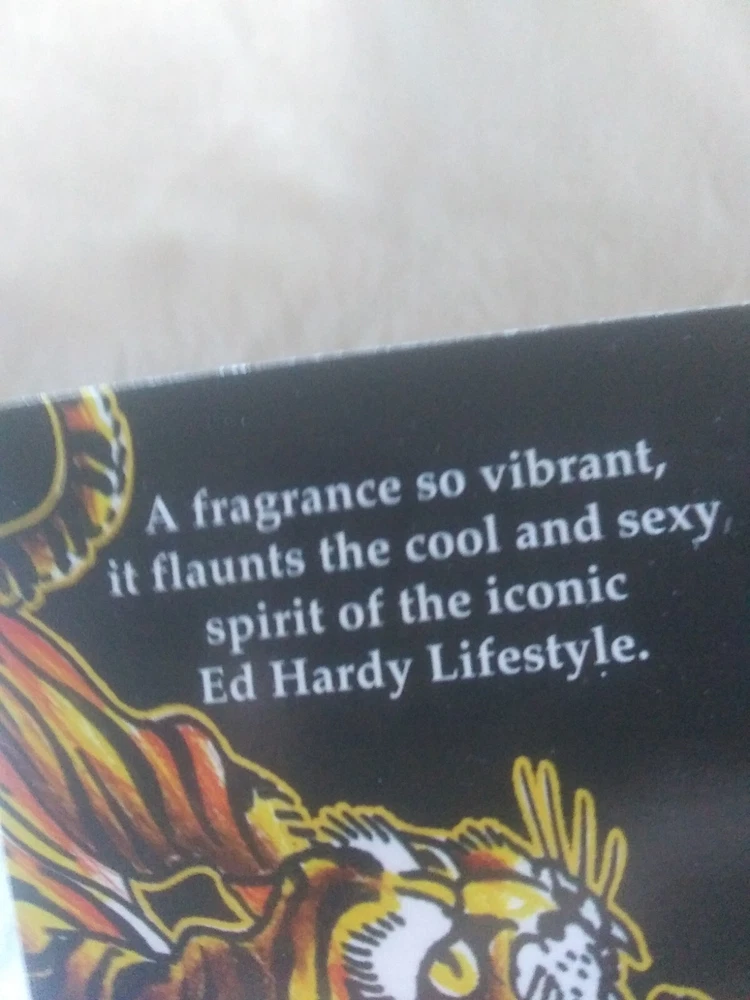 A fragrance so vibrant,
it flaunts the cool and sexy
spirit of the iconic
Ed Hardy Lifestyle.